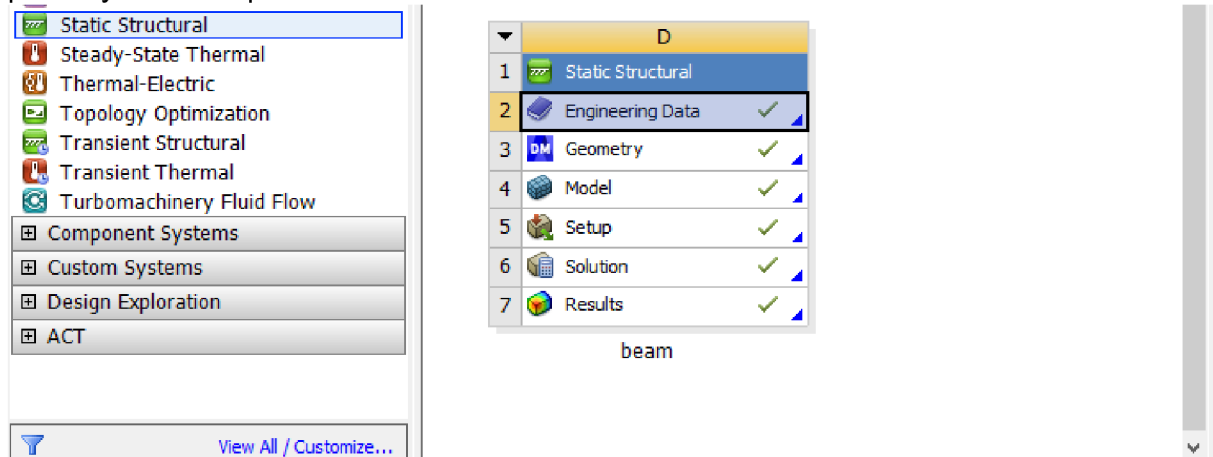 Static Structural
Steady-State Thermal
Thermal-Electric
Topology Optimization
Transient Structural
Transient Thermal
Turbomachinery Fluid Flow
Component Systems
Custom Systems
Design Exploration
ACT
View All / Customize...
D
1 Static Structural
2 Engineering Data
3 DM Geometry
4 Model
5 Setup
6 Solution
7 Results
beam